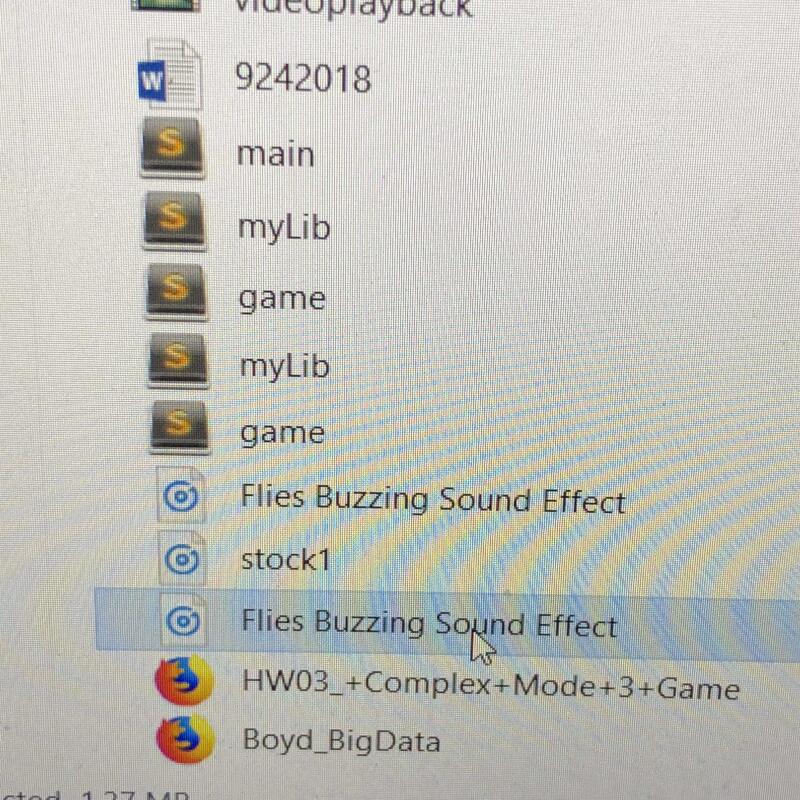 videoplayback
9242018
main
myLib
game
myLib
game
Flies Buzzing Sound Effect
stock1
Flies Buzzing Sound Effect
HW03_+Complex+Mode+3+Game
Boyd_BigData
1.27 MB